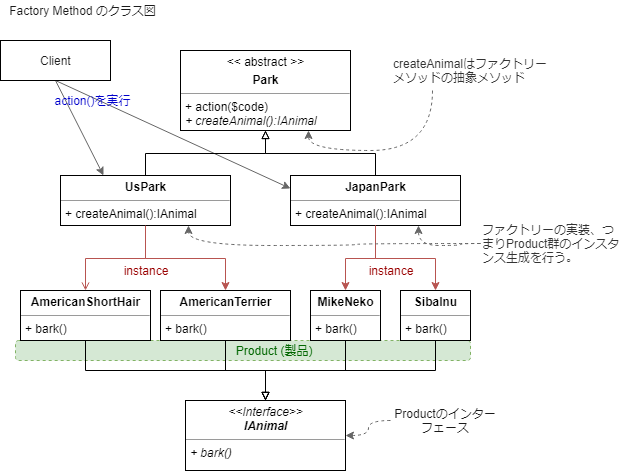 Factory Method のクラス図
Client
<< abstract >>
Park
+ action($code)
+ createAnimal():IAnimal
createAnimalはファクトリー
メソッドの抽象メソッド
action()を実行
UsPark
+ createAnimal():IAnimal
JapanPark
+ createAnimal():IAnimal
ファクトリーの実装、つ
まりProduct群のインスタ
ンス生成を行う。
instance
instance
AmericanShortHair
+ bark()
AmericanTerrier
+ bark()
MikeNeko
+ bark()
SibaInu
+ bark()
Product (製品)
<<Interface>>
IAnimal
+ bark()
Productのインター
フェース